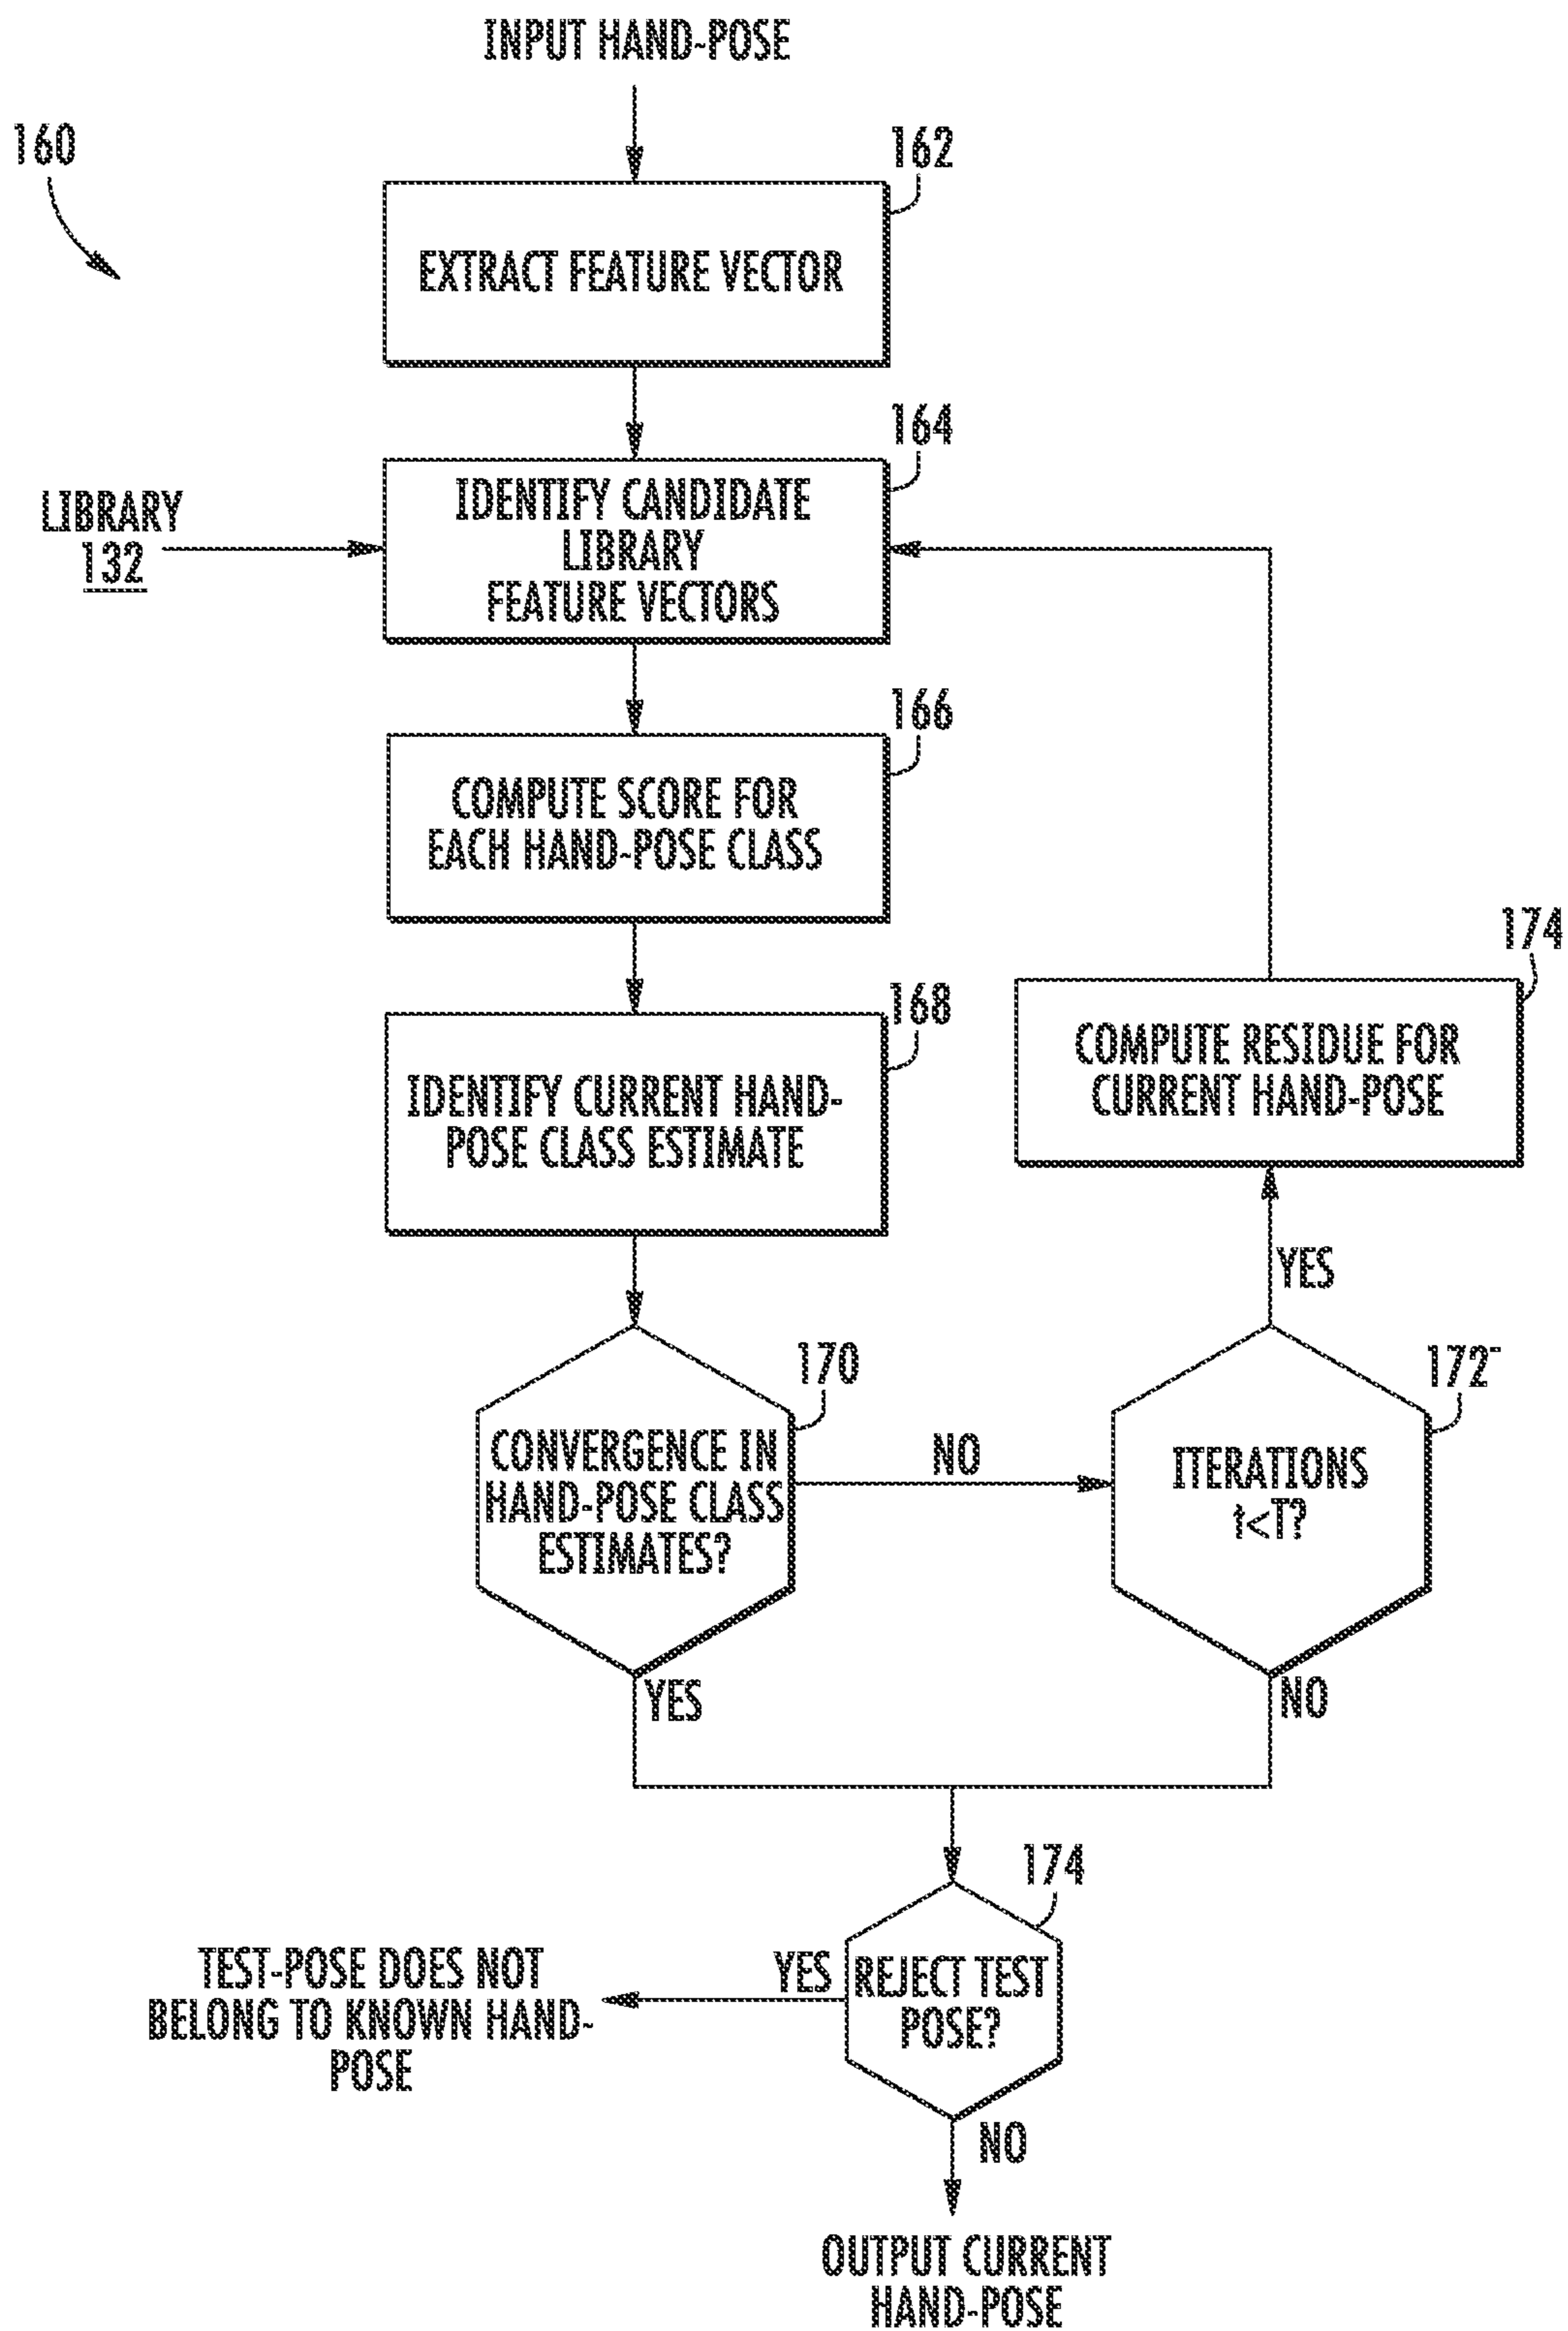 INPUT HAND-POSE
160
162
EXTRACT FEATURE VECTOR
164
LIBRARY
132
IDENTIFY CANDIDATE
LIBRARY
FEATURE VECTORS
166
COMPUTE SCORE FOR
EACH HAND-POSE CLASS
168
IDENTIFY CURRENT HAND-
POSE CLASS ESTIMATE
174
COMPUTE RESIDUE FOR
CURRENT HAND-POSE
YES
170
CONVERGENCE IN
HAND-POSE CLASS
ESTIMATES?
NO
172
ITERATIONS
t<T?
YES
NO
174
REJECT TEST
POSE?
YES
TEST-POSE DOES NOT
BELONG TO KNOWN HAND-
POSE
NO
OUTPUT CURRENT
HAND-POSE